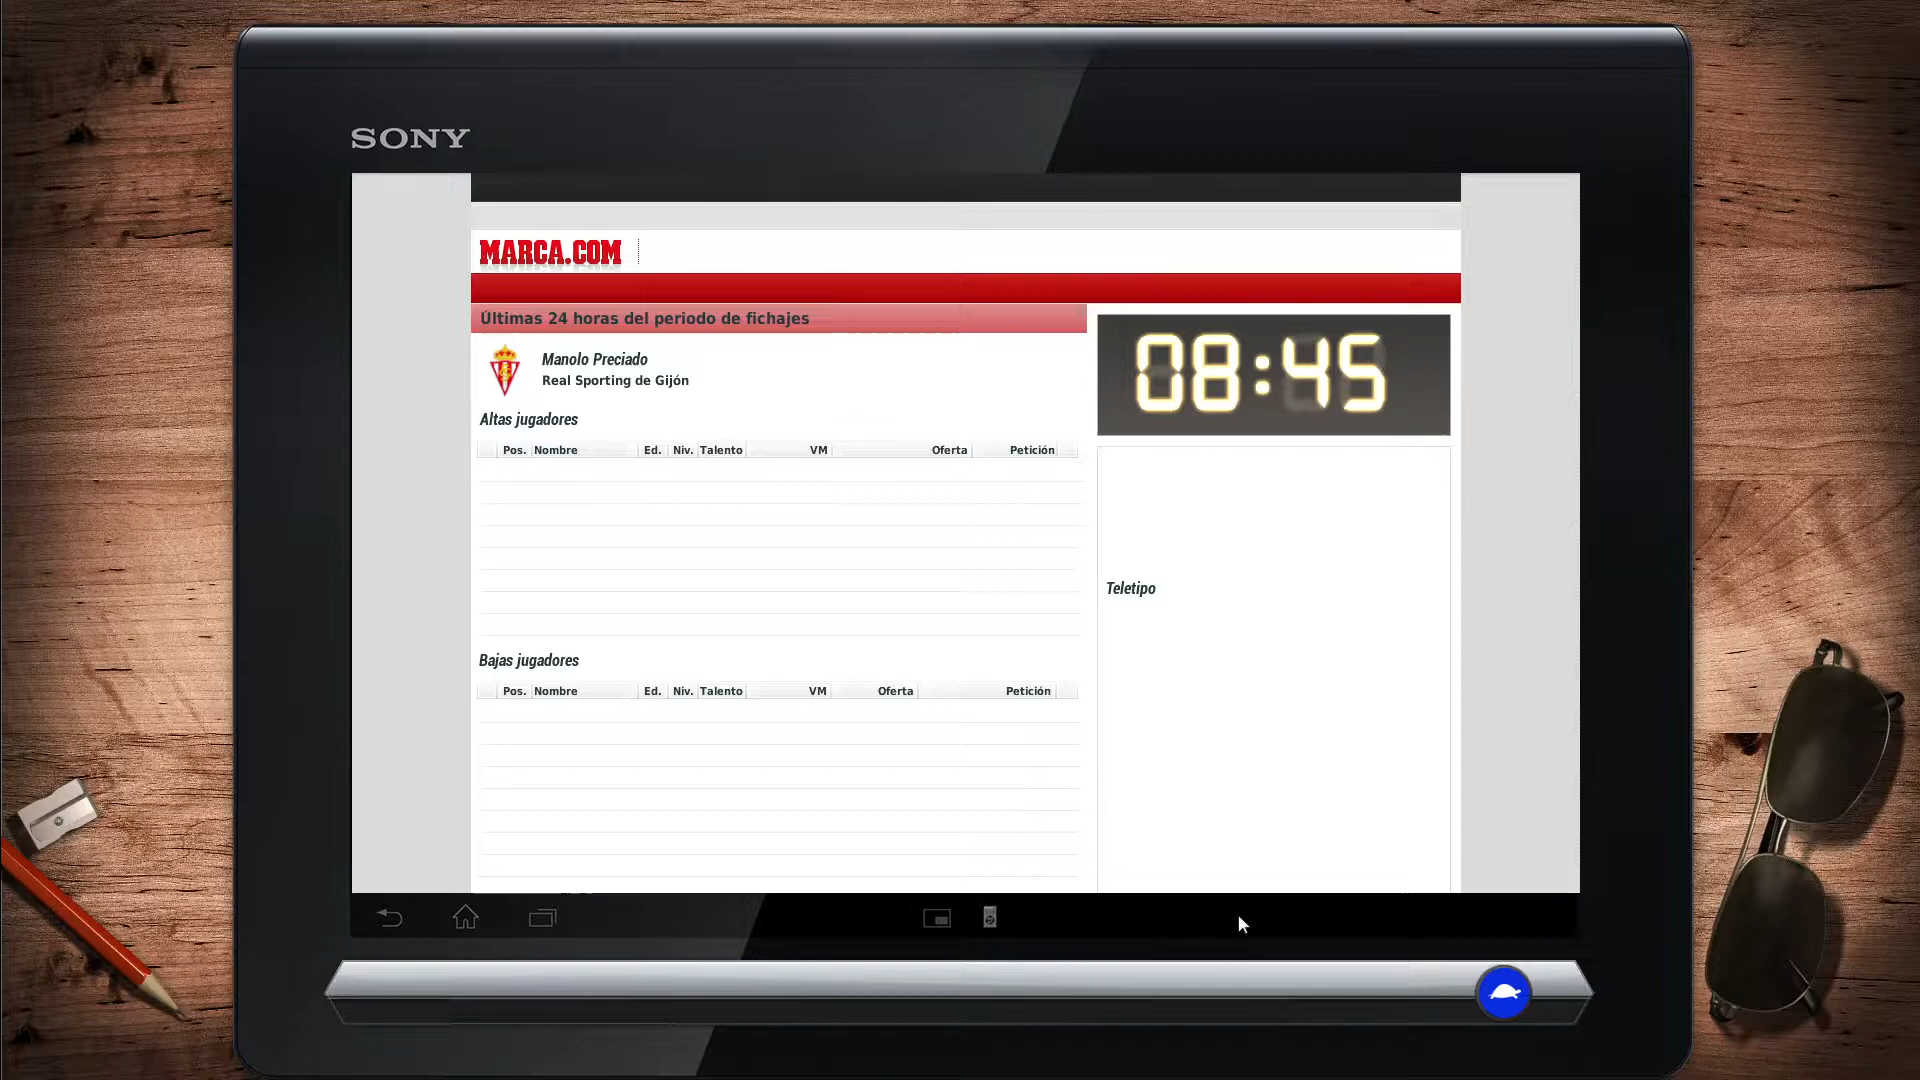 SONY
MARCA.COM
Últimas 24 horas del periodo de fichajes
08:45
Manolo Preciado
Real Sporting de Gijón
Altas jugadores
Pos. Nombre Ed. Niv. Talento VM Oferta Petición
Teletipo
Bajas jugadores
Pos. Nombre Ed. Niv. Talento VM Oferta Petición